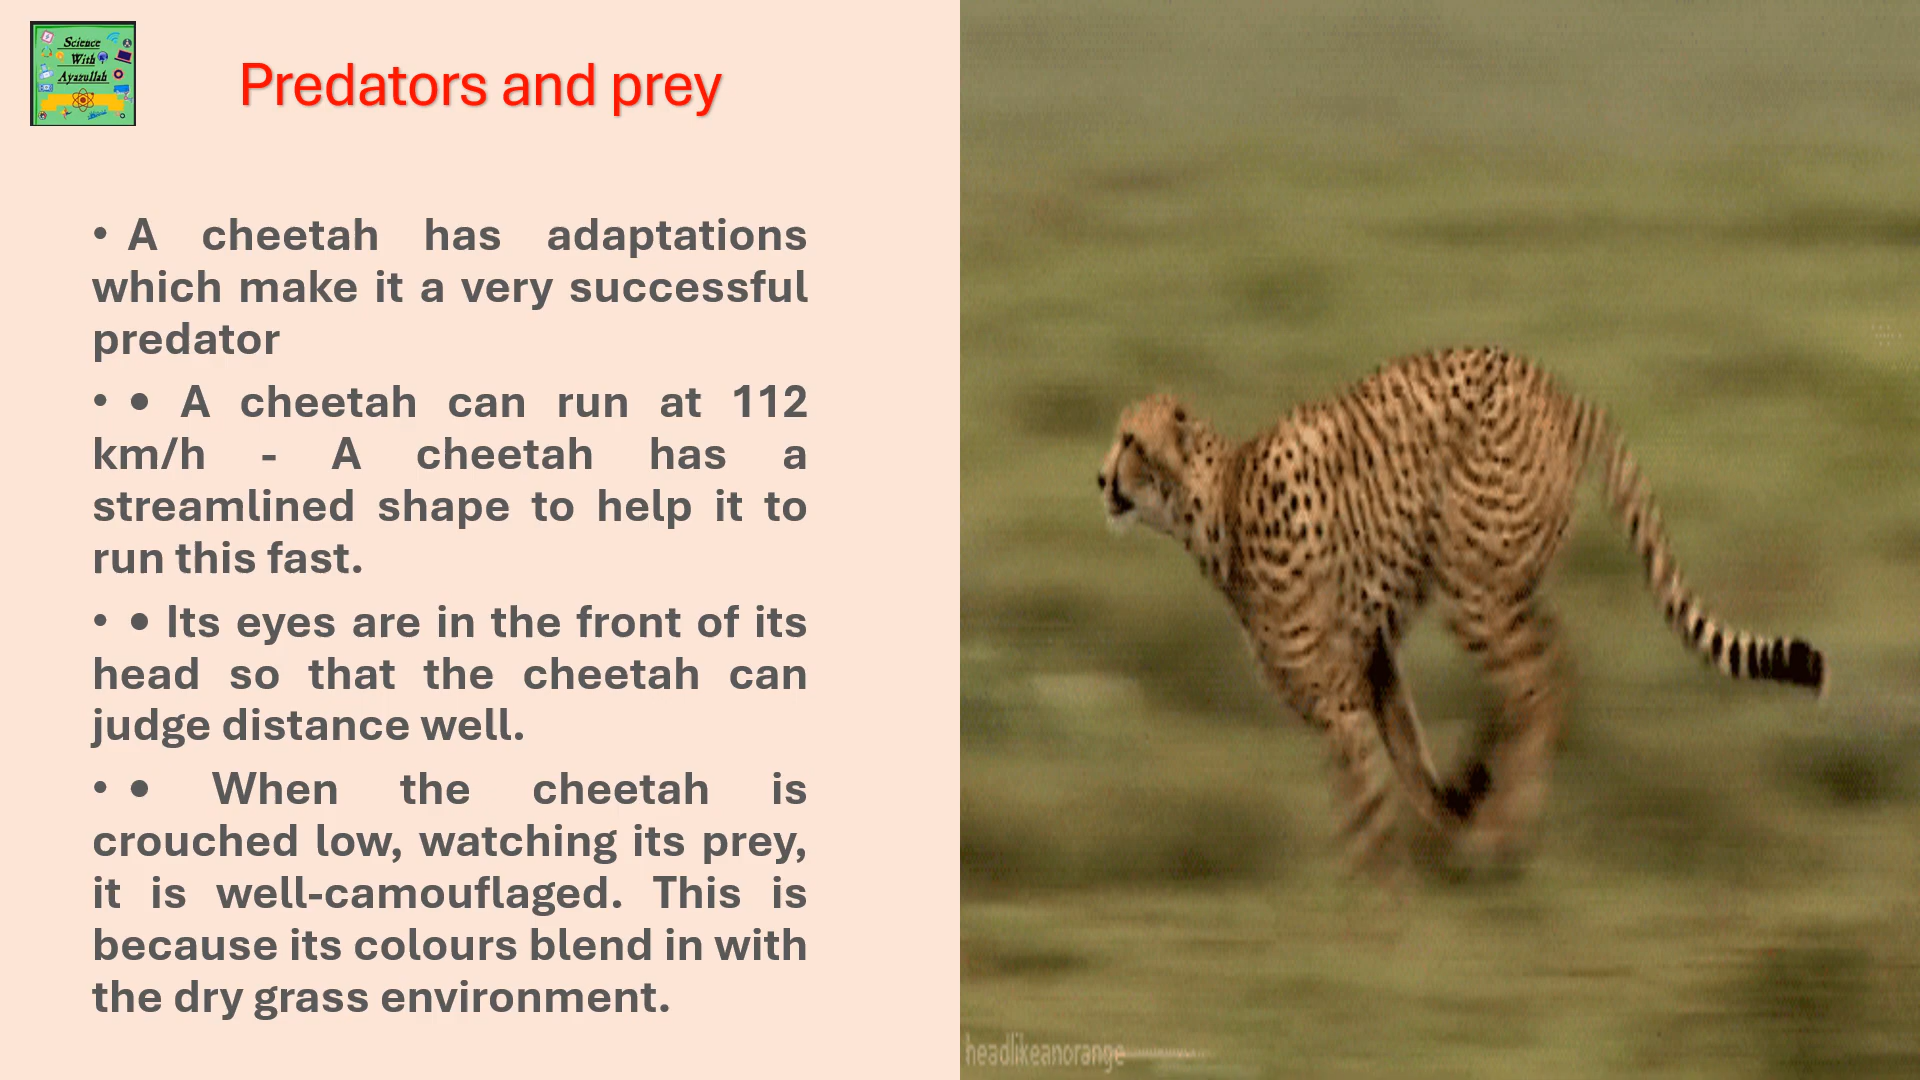 Science
With
Ayazullah
Predators and prey
• A cheetah has adaptations
which make it a very successful
predator
• • A cheetah can run at 112
km/h - A cheetah has a
streamlined shape to help it to
run this fast.
• • Its eyes are in the front of its
head so that the cheetah can
judge distance well.
• • When the cheetah is
crouched low, watching its prey,
it is well-camouflaged. This is
because its colours blend in with
the dry grass environment.
headlikeanorange